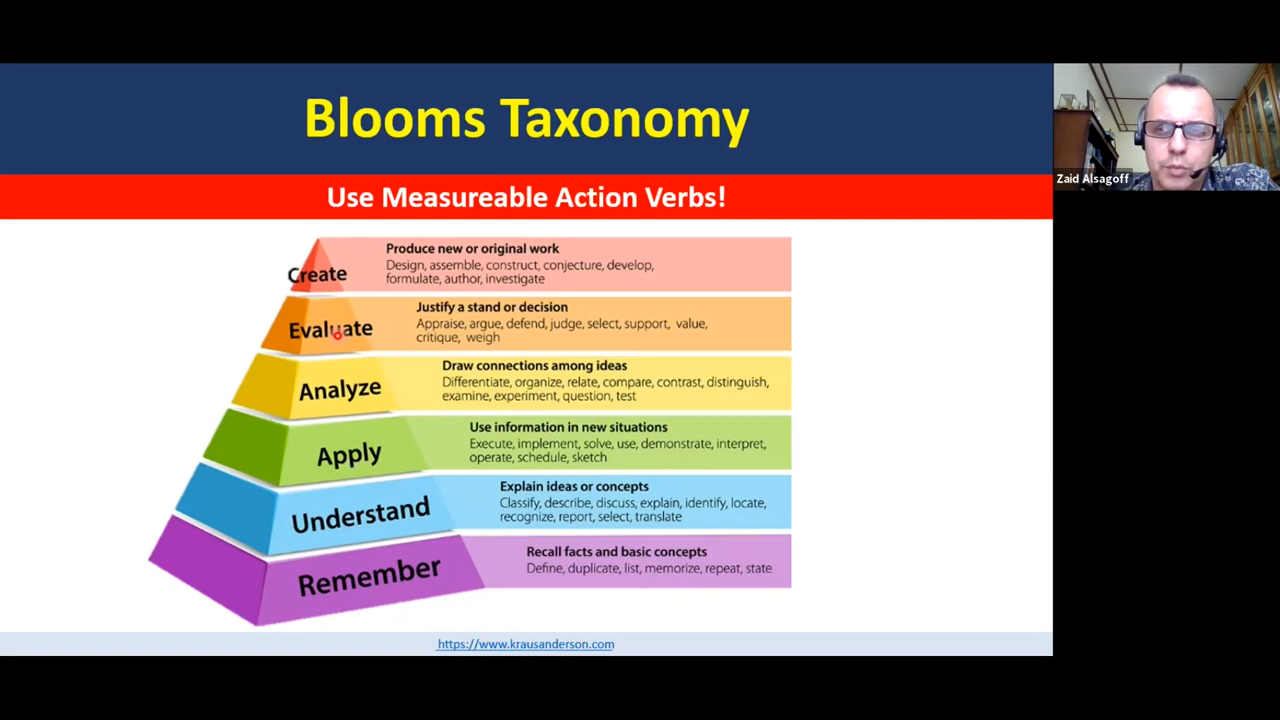 Blooms Taxonomy
Use Measureable Action Verbs!
Zaid Alsagoff
Create
Produce new or original work
Design, assemble, construct, conjecture, develop,
formulate, author, investigate
Evaluate
Justify a stand or decision
Appraise, argue, defend, judge, select, support, value,
critique, weigh
Analyze
Draw connections among ideas
Differentiate, organize, relate, compare, contrast, distinguish,
examine, experiment, question, test
Apply
Use information in new situations
Execute, implement, solve, use, demonstrate, interpret,
operate, schedule, sketch
Understand
Explain ideas or concepts
Classify, describe, discuss, explain, identify, locate,
recognize, report, select, translate
Remember
Recall facts and basic concepts
Define, duplicate, list, memorize, repeat, state
https://www.krausanderson.com